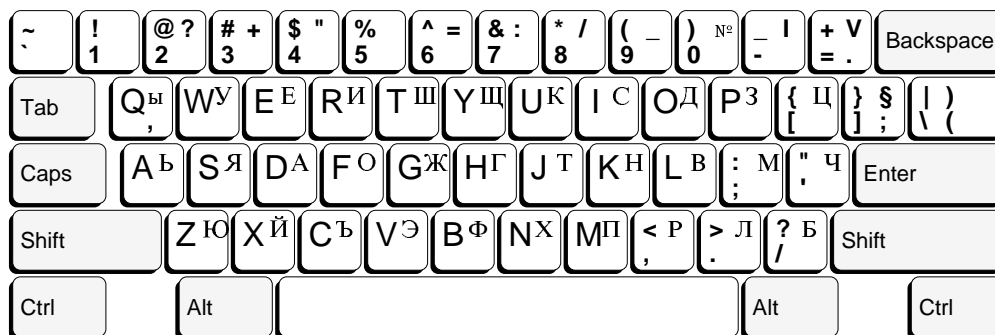 ~ ` ! 1 @ ? 2 # + 3 $ " 4 % 5 ^ = 6 & : 7 * / 8 ( _ 9 ) № 0 _ I - + V = . Backspace
Tab Q ы , W У E Е R И T Ш Y Щ U К I С O Д P З { Ц [ } § ] ; | ) \ (
Caps A Ь S Я D А F О G Ж H Г J Т K Н L В : М ; " Ч ' Enter
Shift Z Ю X Й C Ъ V Э B Ф N Х M П < Р , > Л . ? Б / Shift
Ctrl Alt Alt Ctrl